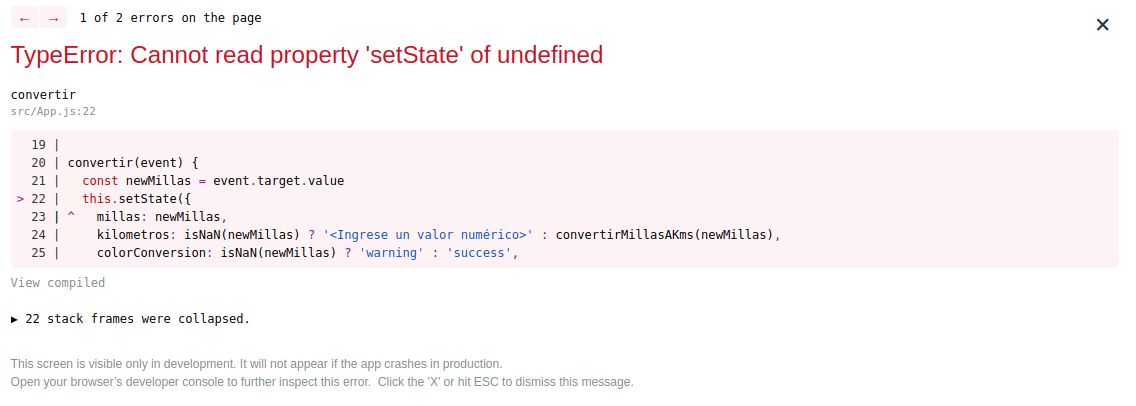 ← → 1 of 2 errors on the page
✕
TypeError: Cannot read property 'setState' of undefined
convertir
src/App.js:22
19 |
20 | convertir(event) {
21 |   const newMillas = event.target.value
> 22 |   this.setState({
23 | ^   millas: newMillas,
24 |     kilometros: isNaN(newMillas) ? '<Ingrese un valor numérico>' : convertirMillasAKms(newMillas),
25 |     colorConversion: isNaN(newMillas) ? 'warning' : 'success',
View compiled
▶ 22 stack frames were collapsed.
This screen is visible only in development. It will not appear if the app crashes in production.
Open your browser’s developer console to further inspect this error.  Click the 'X' or hit ESC to dismiss this message.